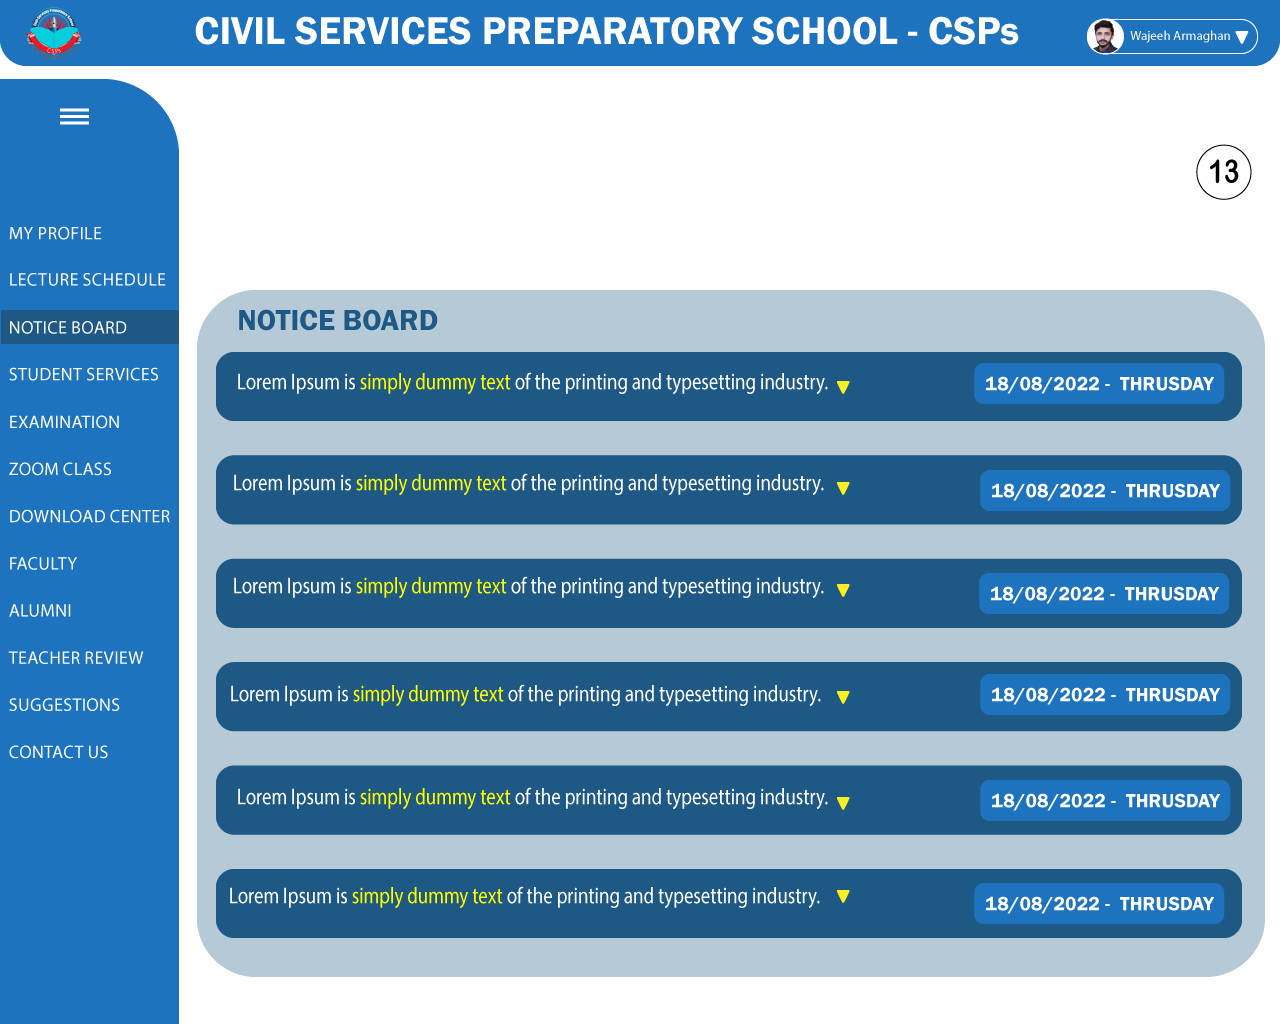 CIVIL SERVICES PREPARATORY SCHOOL - CSPs
Wajeeh Armaghan
CSPs
13
MY PROFILE
LECTURE SCHEDULE
NOTICE BOARD
STUDENT SERVICES
EXAMINATION
ZOOM CLASS
DOWNLOAD CENTER
FACULTY
ALUMNI
TEACHER REVIEW
SUGGESTIONS
CONTACT US
NOTICE BOARD
Lorem Ipsum is simply dummy text of the printing and typesetting industry.
18/08/2022 - THRUSDAY
Lorem Ipsum is simply dummy text of the printing and typesetting industry.
18/08/2022 - THRUSDAY
Lorem Ipsum is simply dummy text of the printing and typesetting industry.
18/08/2022 - THRUSDAY
Lorem Ipsum is simply dummy text of the printing and typesetting industry.
18/08/2022 - THRUSDAY
Lorem Ipsum is simply dummy text of the printing and typesetting industry.
18/08/2022 - THRUSDAY
Lorem Ipsum is simply dummy text of the printing and typesetting industry.
18/08/2022 - THRUSDAY